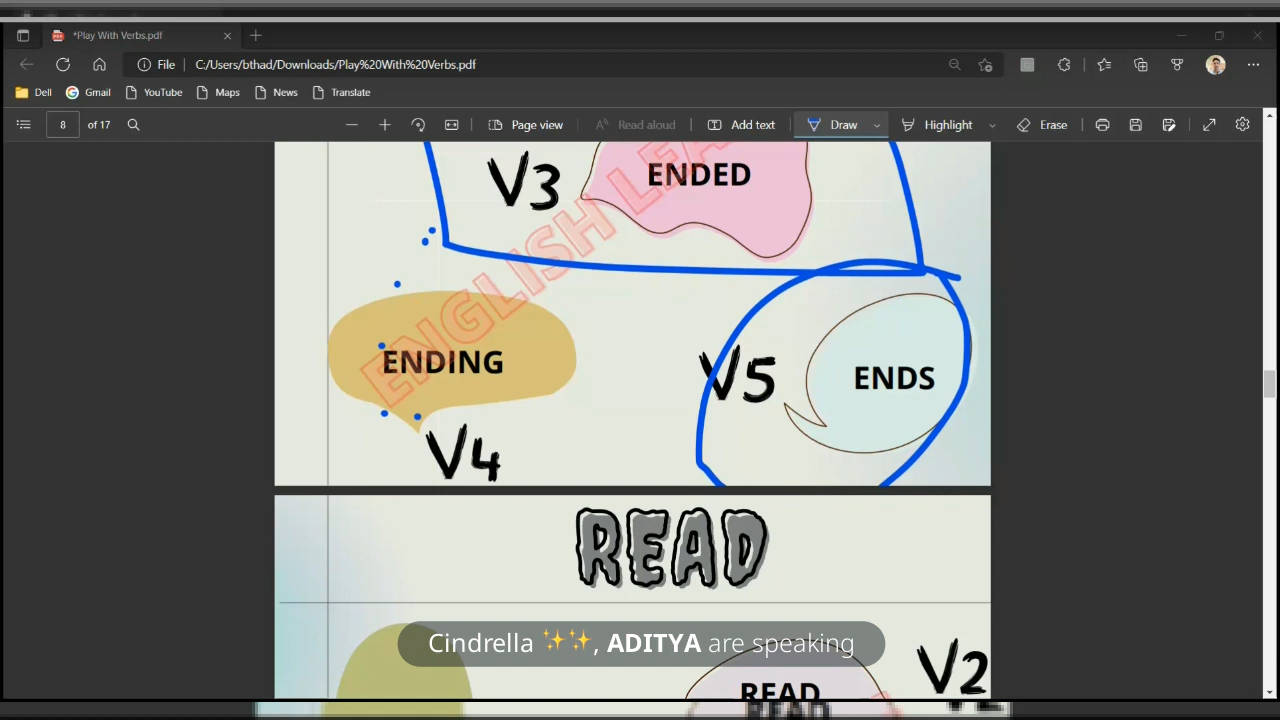 *Play With Verbs.pdf
File | C:/Users/bthad/Downloads/Play%20With%20Verbs.pdf
Dell Gmail YouTube Maps News Translate
8 of 17 Page view Read aloud Add text Draw Highlight Erase
V3 ENDED
ENGLISH LEA
ENDING
V5 ENDS
V4
READ
Cindrella ✨✨, ADITYA are speaking
V2
READ